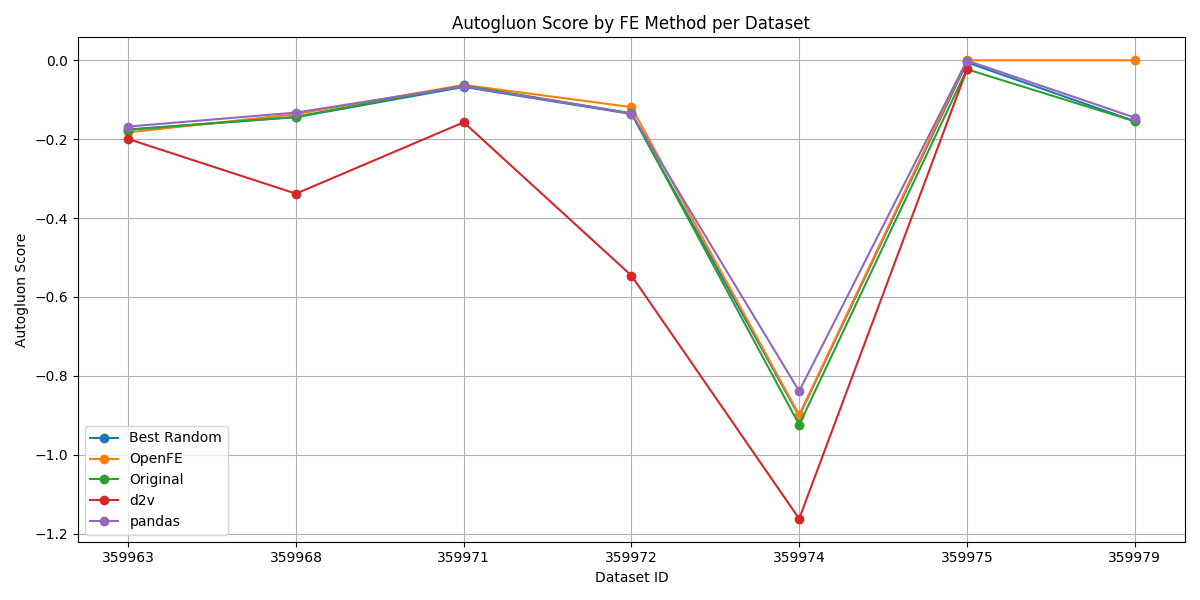 Autogluon Score by FE Method per Dataset
Autogluon Score
0.0
−0.2
−0.4
−0.6
−0.8
−1.0
−1.2
Best Random
OpenFE
Original
d2v
pandas
359963
359968
359971
359972
359974
359975
359979
Dataset ID